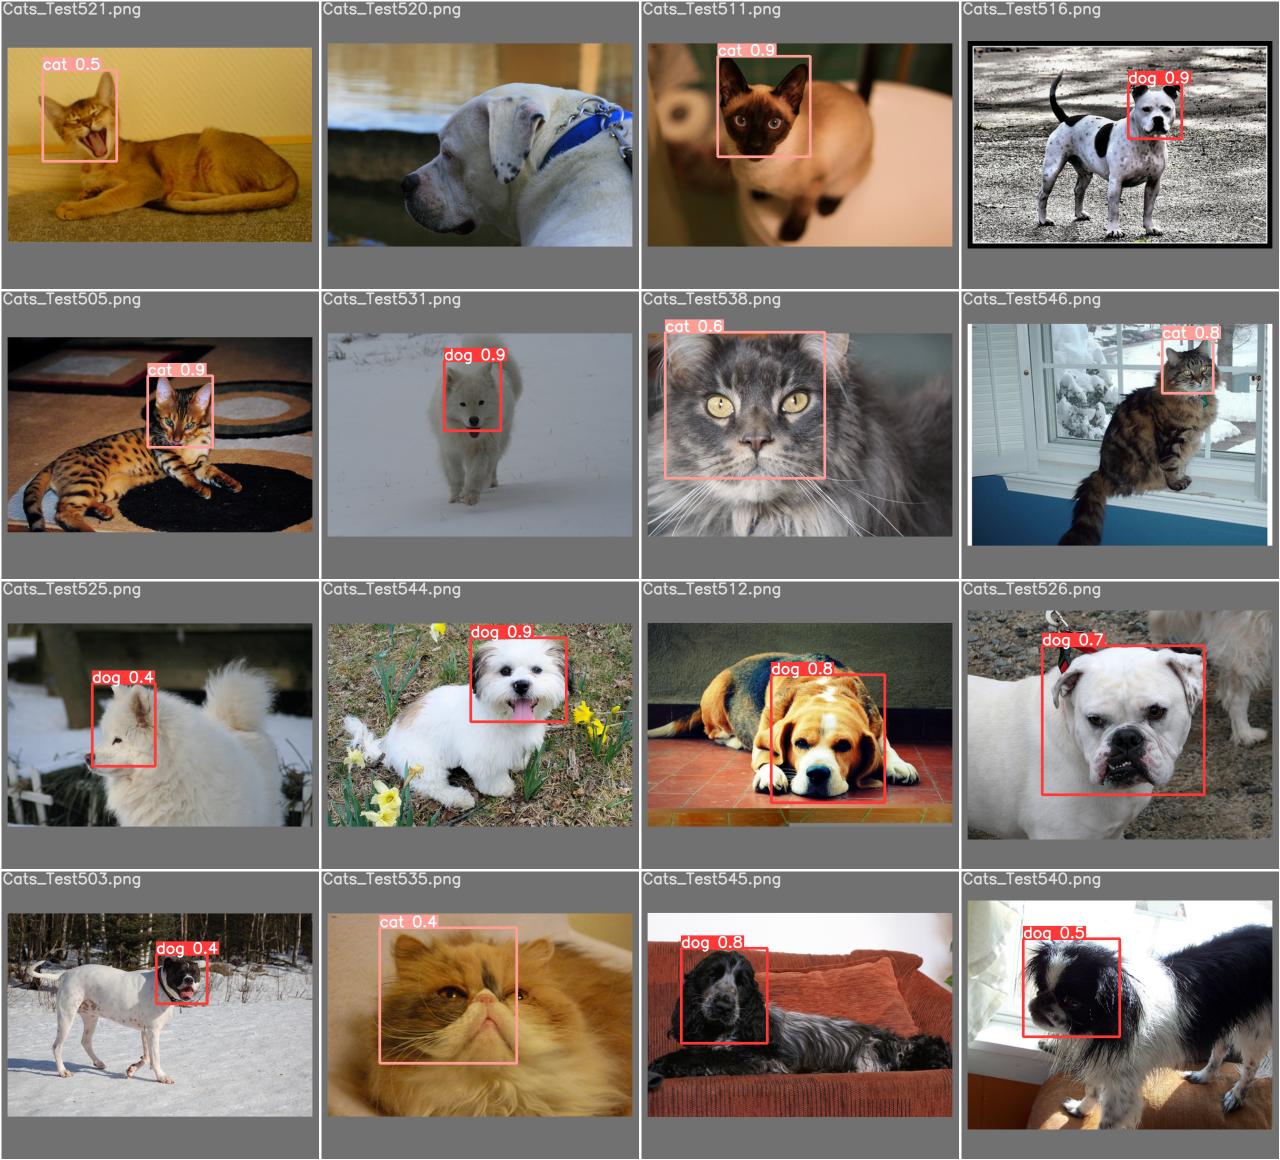 Cats_Test521.png
cat 0.5
Cats_Test520.png
Cats_Test511.png
cat 0.9
Cats_Test516.png
dog 0.9
Cats_Test505.png
cat 0.9
Cats_Test531.png
dog 0.9
Cats_Test538.png
cat 0.6
Cats_Test546.png
cat 0.8
Cats_Test525.png
dog 0.4
Cats_Test544.png
dog 0.9
Cats_Test512.png
dog 0.8
Cats_Test526.png
dog 0.7
Cats_Test503.png
dog 0.4
Cats_Test535.png
cat 0.4
Cats_Test545.png
dog 0.8
Cats_Test540.png
dog 0.5